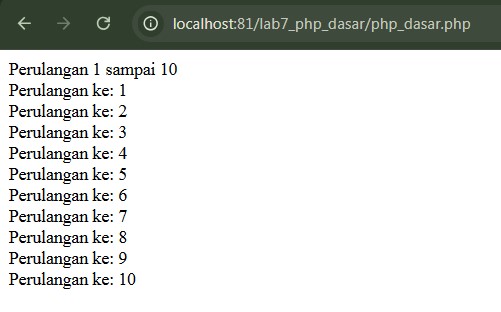 localhost:81/lab7_php_dasar/php_dasar.php
Perulangan 1 sampai 10
Perulangan ke: 1
Perulangan ke: 2
Perulangan ke: 3
Perulangan ke: 4
Perulangan ke: 5
Perulangan ke: 6
Perulangan ke: 7
Perulangan ke: 8
Perulangan ke: 9
Perulangan ke: 10